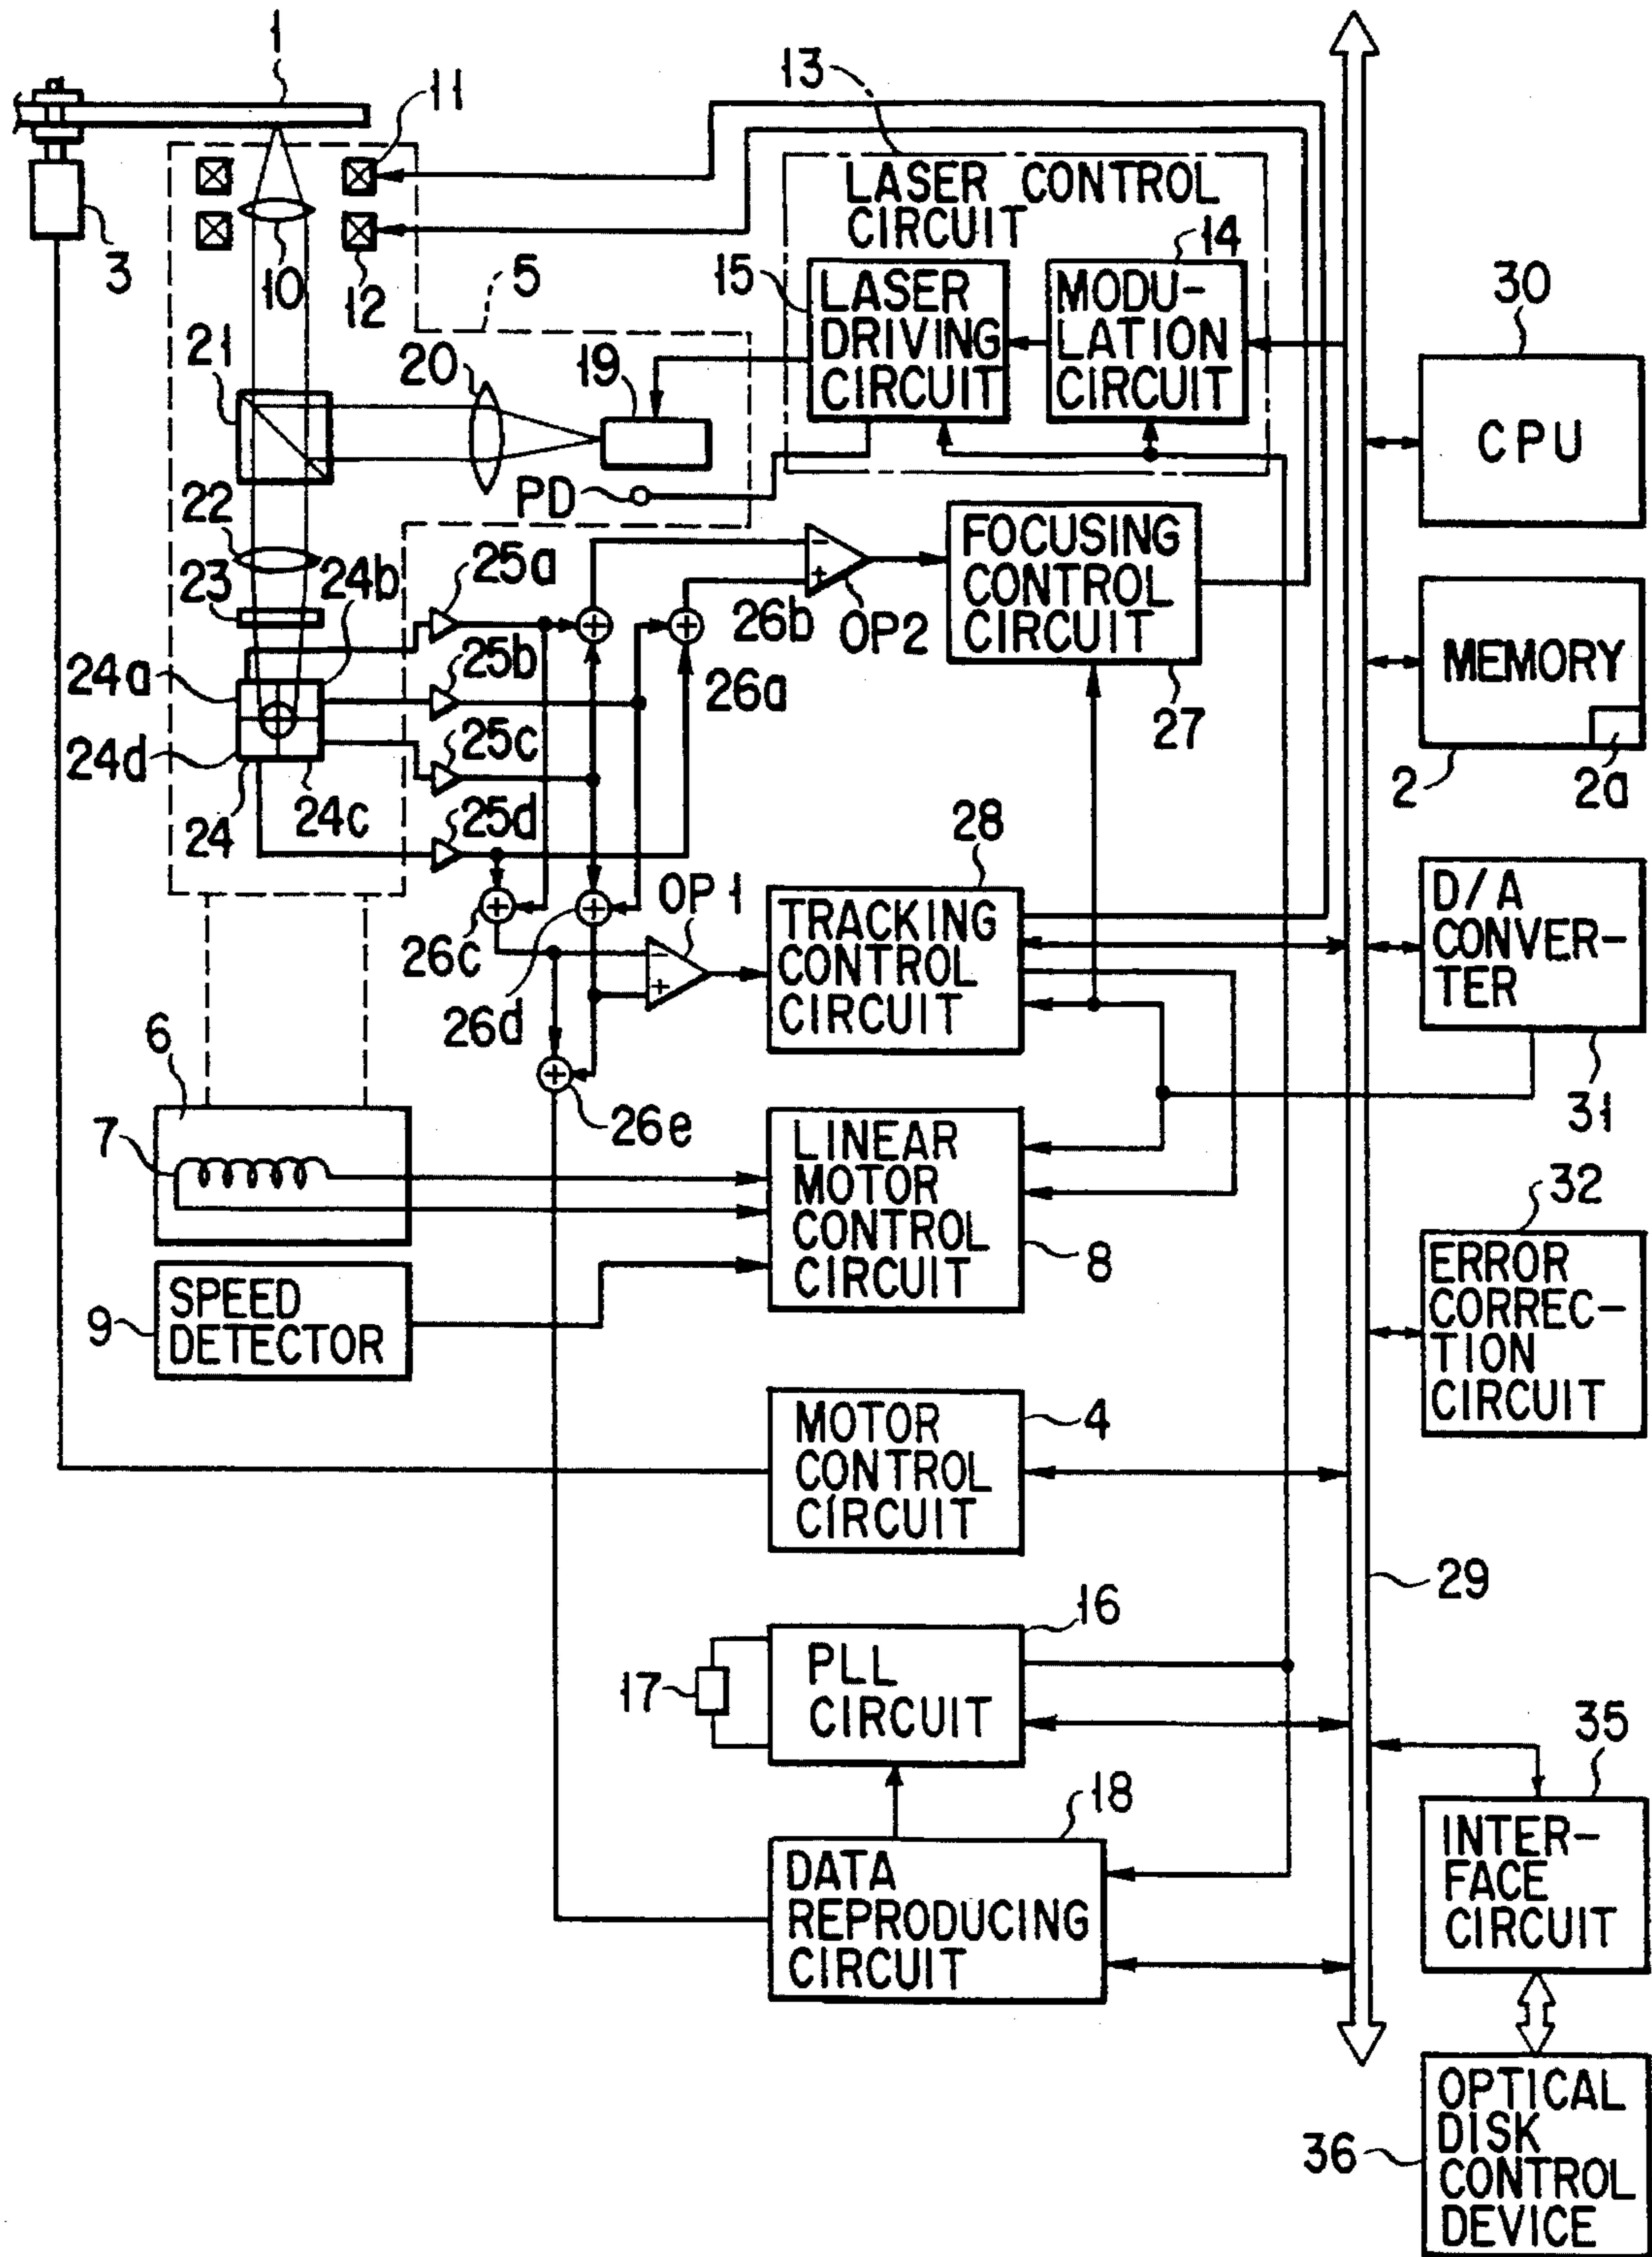 1
11
13
LASER CONTROL
CIRCUIT
14
3
10
12
5
15
LASER
DRIVING
CIRCUIT
MODU-
LATION
CIRCUIT
30
CPU
21
20
19
PD
22
23
24b
25a
26b
OP2
FOCUSING
CONTROL
CIRCUIT
27
MEMORY
2
2a
24a
25b
26a
24d
25c
24
24c
25d
28
OP1
TRACKING
CONTROL
CIRCUIT
D/A
CONVER-
TER
31
26c
26d
6
7
26e
LINEAR
MOTOR
CONTROL
CIRCUIT
8
32
ERROR
CORREC-
TION
CIRCUIT
9
SPEED
DETECTOR
MOTOR
CONTROL
CIRCUIT
4
29
16
17
PLL
CIRCUIT
35
18
DATA
REPRODUCING
CIRCUIT
INTER-
FACE
CIRCUIT
36
OPTICAL
DISK
CONTROL
DEVICE